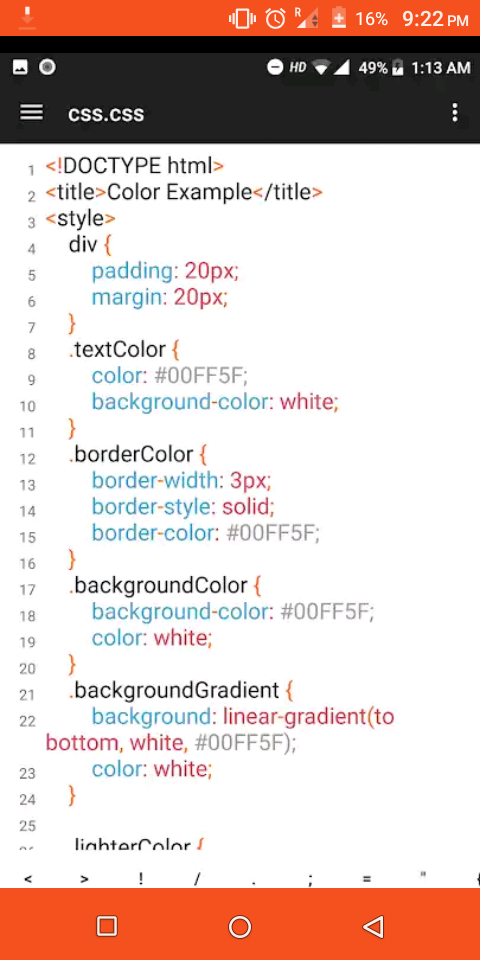 R 16% 9:22 PM
HD 49% 1:13 AM
css.css
1 <!DOCTYPE html>
2 <title>Color Example</title>
3 <style>
4 div {
5 padding: 20px;
6 margin: 20px;
7 }
8 .textColor {
9 color: #00FF5F;
10 background-color: white;
11 }
12 .borderColor {
13 border-width: 3px;
14 border-style: solid;
15 border-color: #00FF5F;
16 }
17 .backgroundColor {
18 background-color: #00FF5F;
19 color: white;
20 }
21 .backgroundGradient {
22 background: linear-gradient(to
bottom, white, #00FF5F);
23 color: white;
24 }
25
26 .lighterColor {
< > ! / . ; = " {